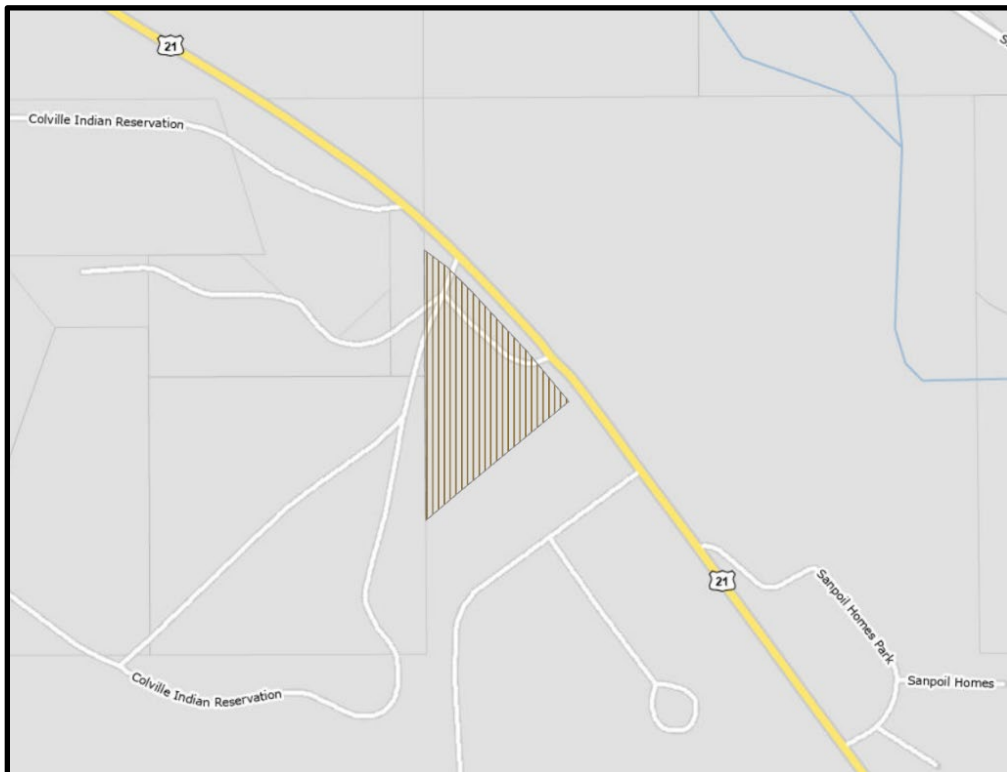 21
S
Colville Indian Reservation
21
Sanpoil Homes Park
Sanpoil Homes
Colville Indian Reservation